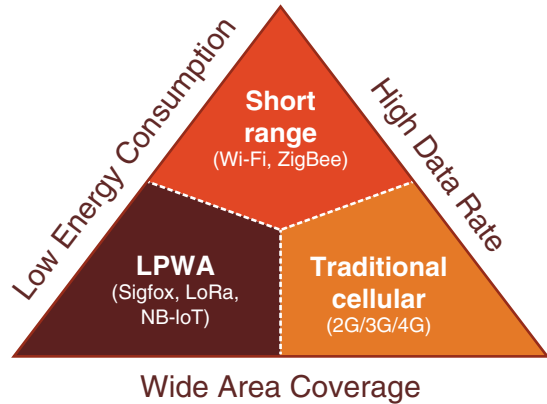 Low Energy Consumption
High Data Rate
Short
range
(Wi-Fi, ZigBee)
LPWA
(Sigfox, LoRa,
NB-IoT)
Traditional
cellular
(2G/3G/4G)
Wide Area Coverage